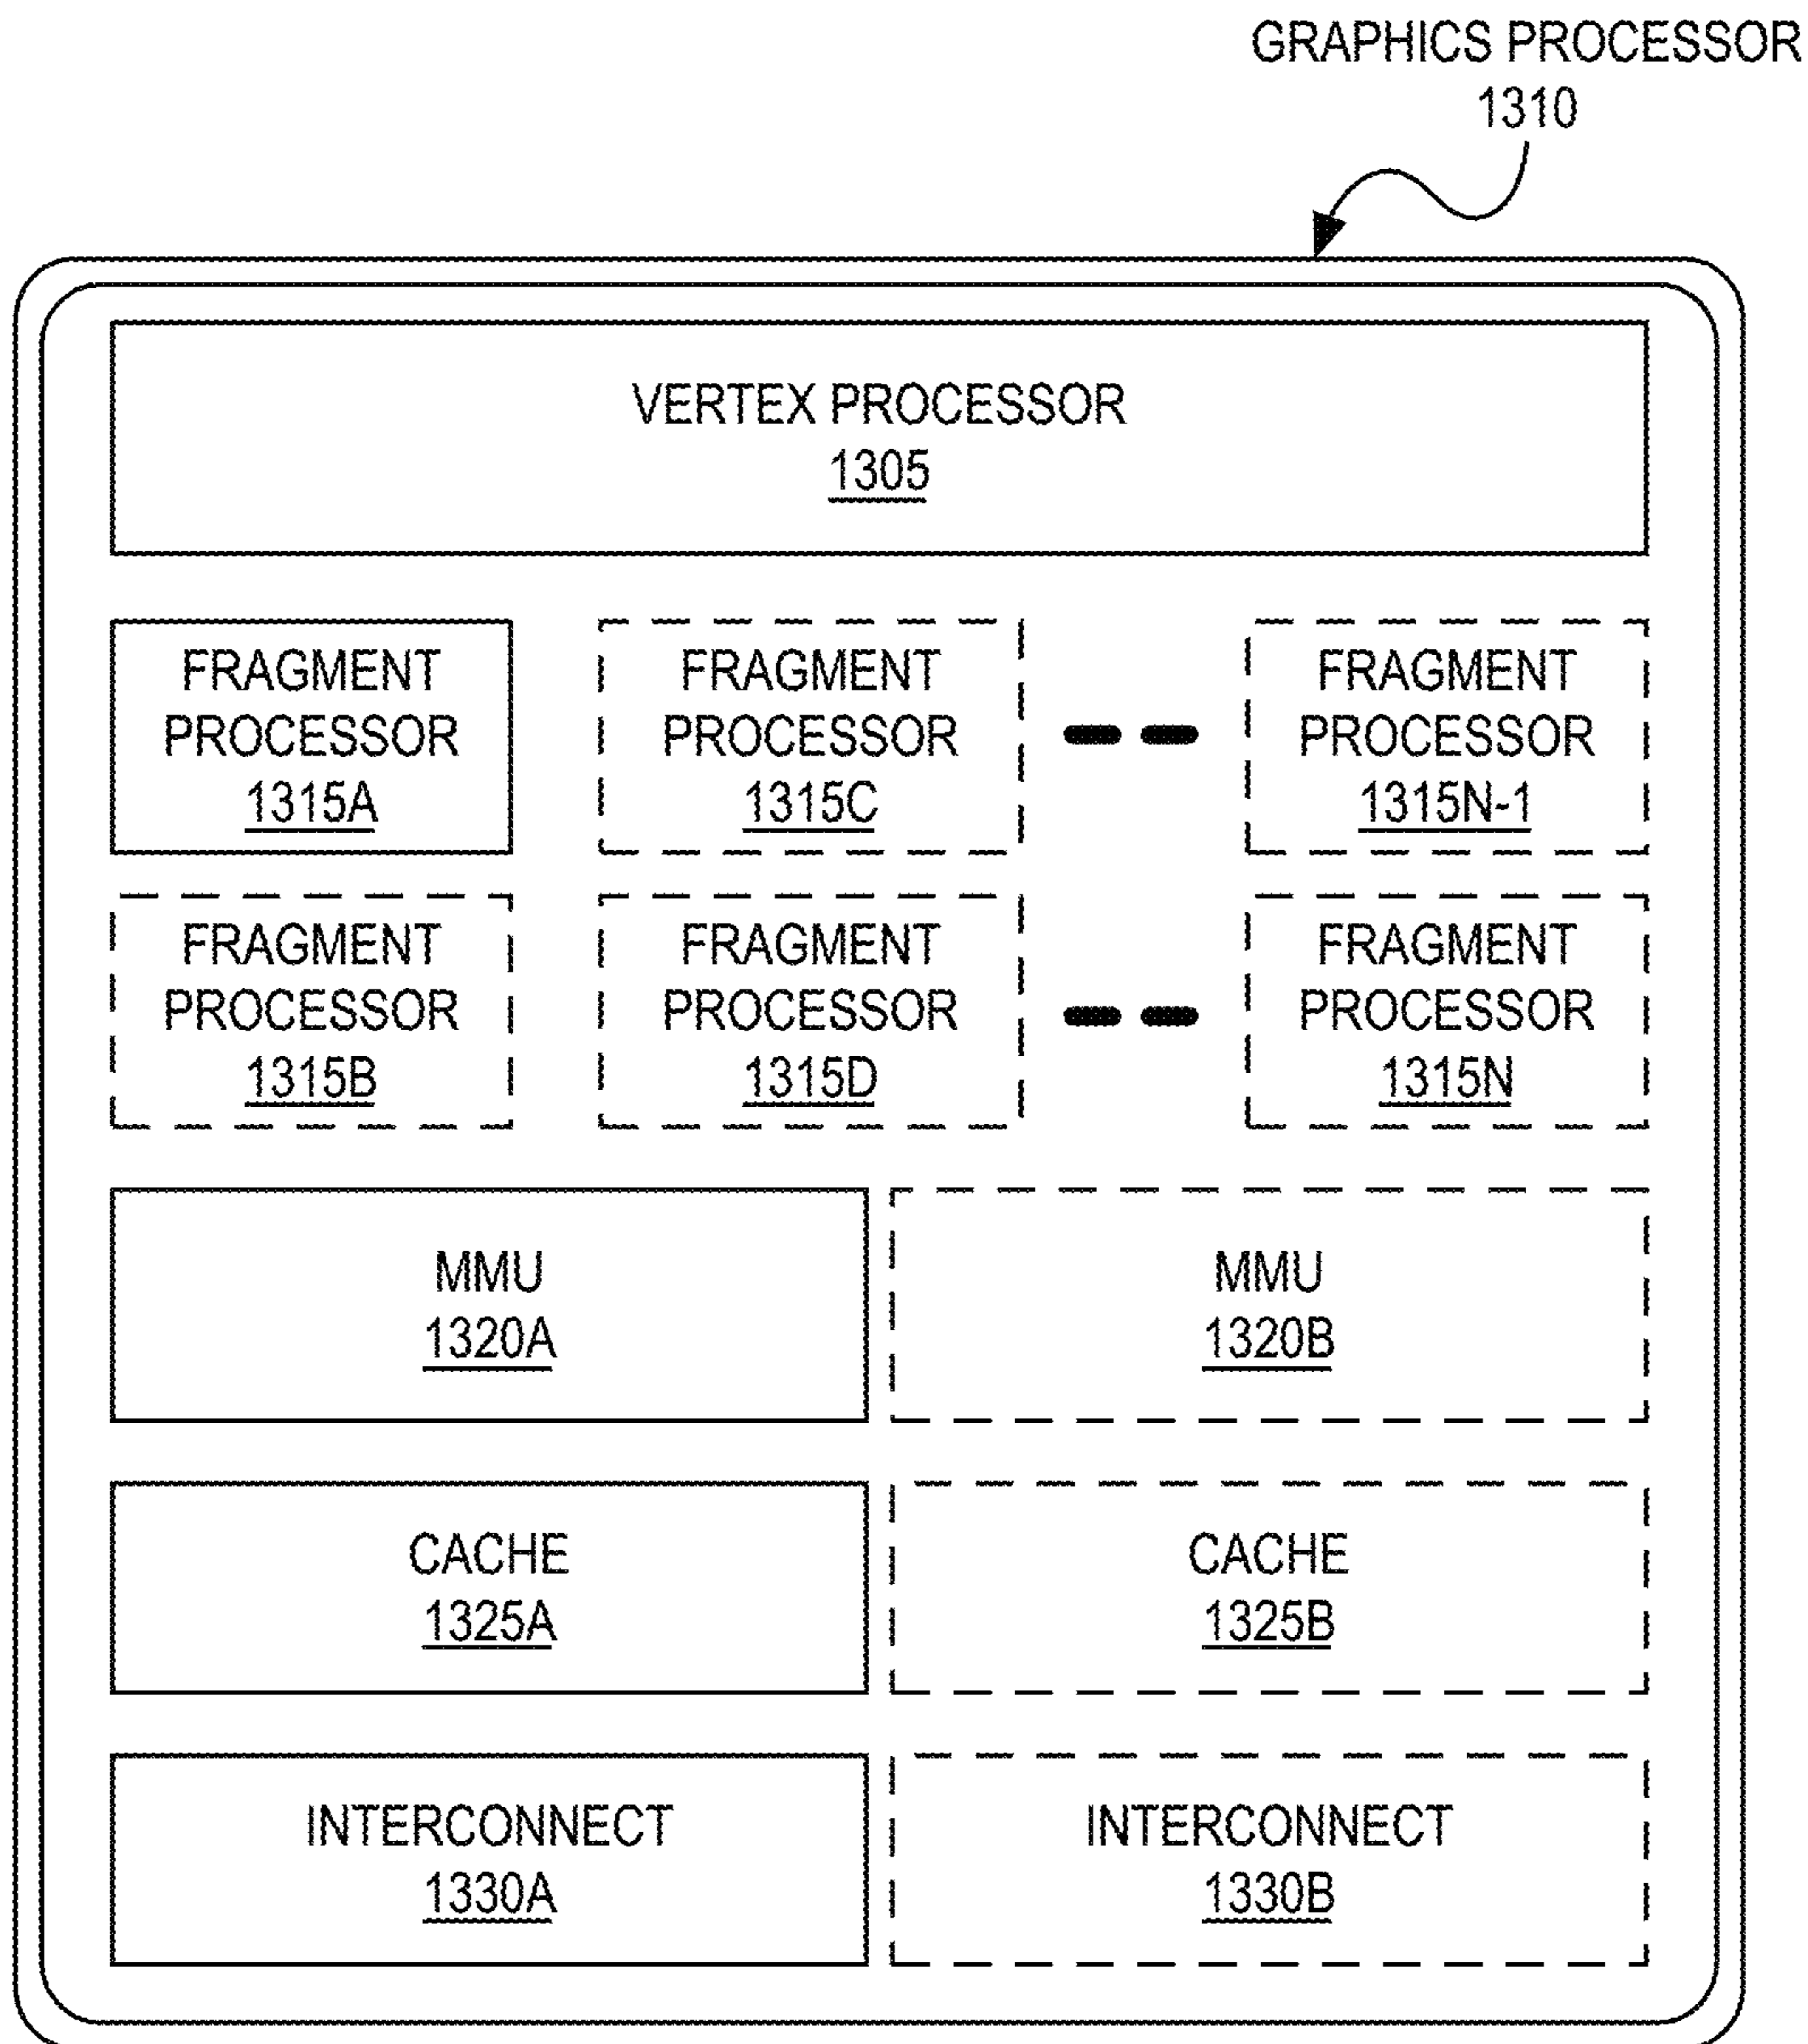 GRAPHICS PROCESSOR
1310
VERTEX PROCESSOR
1305
FRAGMENT
PROCESSOR
1315A
FRAGMENT
PROCESSOR
1315C
FRAGMENT
PROCESSOR
1315N-1
FRAGMENT
PROCESSOR
1315B
FRAGMENT
PROCESSOR
1315D
FRAGMENT
PROCESSOR
1315N
MMU
1320A
MMU
1320B
CACHE
1325A
CACHE
1325B
INTERCONNECT
1330A
INTERCONNECT
1330B